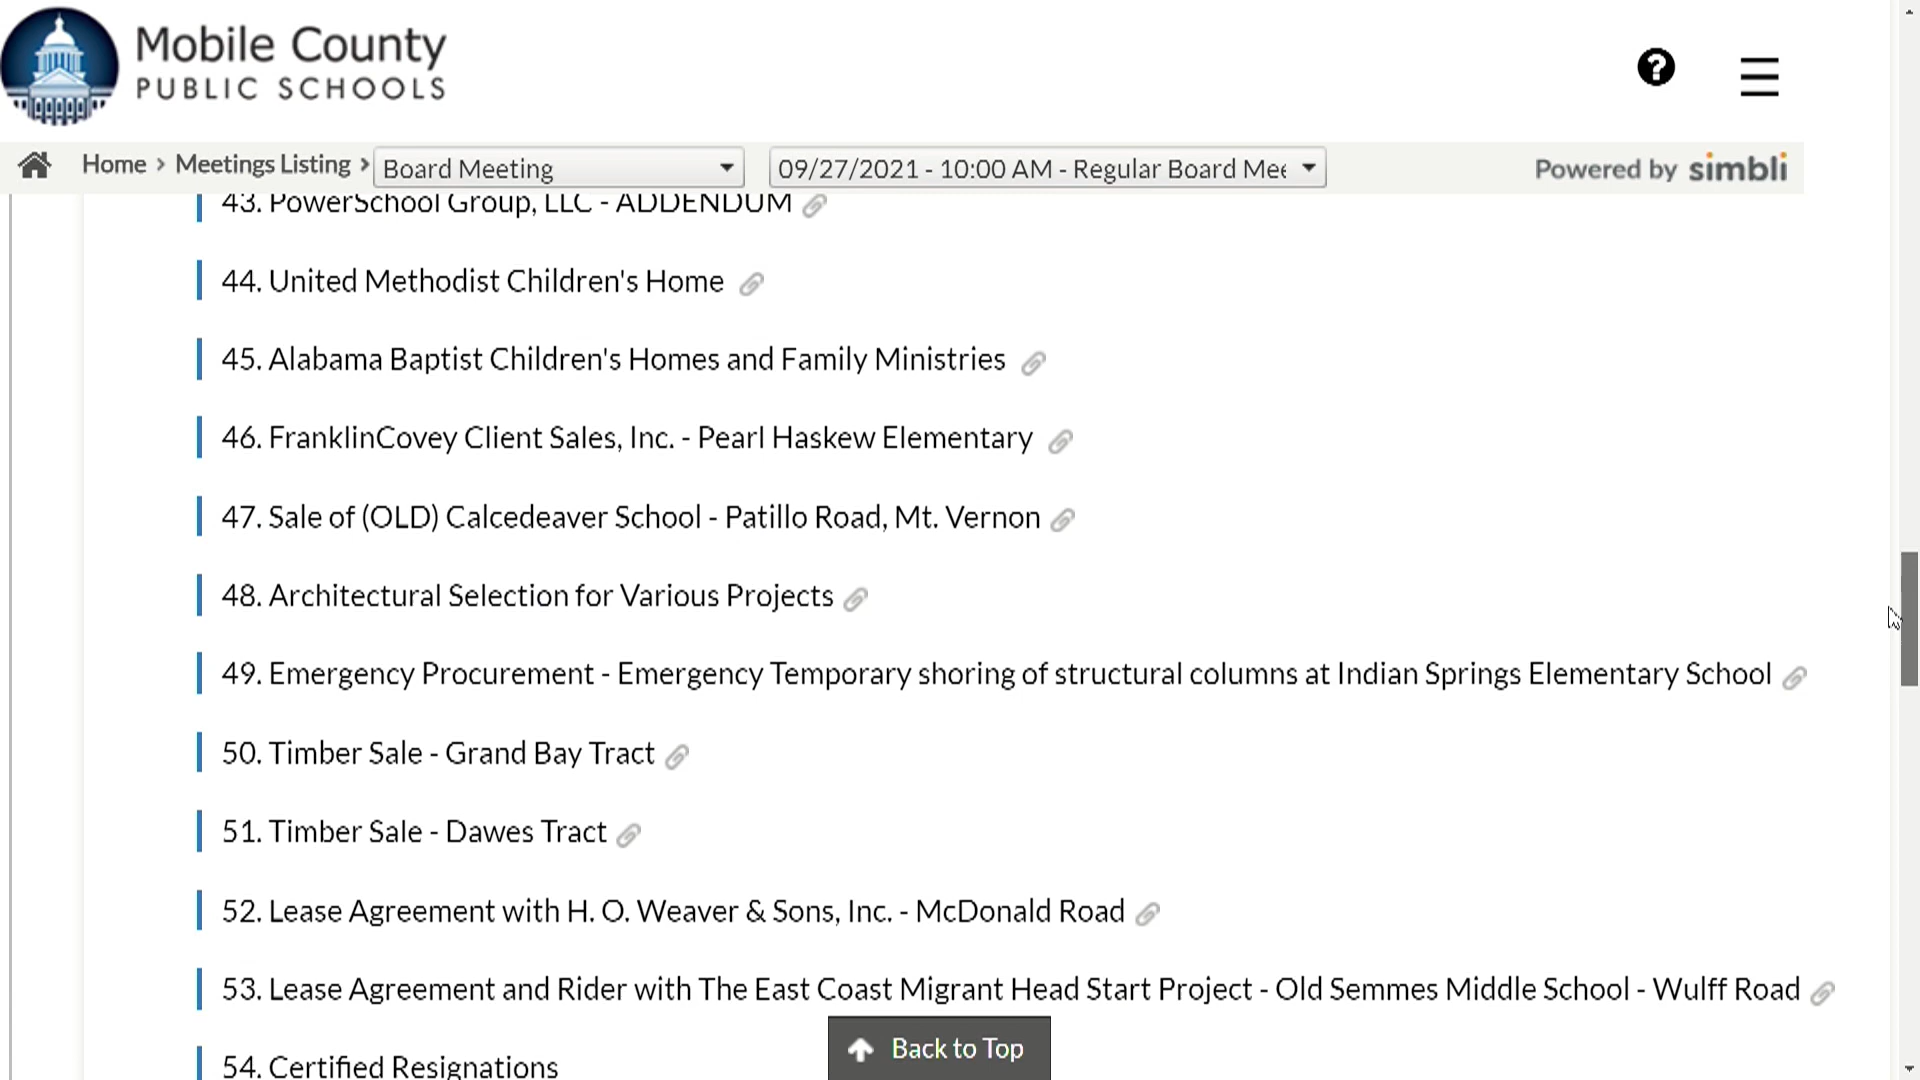 Mobile County
PUBLIC SCHOOLS
?
Home > Meetings Listing > Board Meeting 09/27/2021 - 10:00 AM - Regular Board Mee Powered by simbli
43. PowerSchool Group, LLC - ADDENDUM
44. United Methodist Children's Home
45. Alabama Baptist Children's Homes and Family Ministries
46. FranklinCovey Client Sales, Inc. - Pearl Haskew Elementary
47. Sale of (OLD) Calcedeaver School - Patillo Road, Mt. Vernon
48. Architectural Selection for Various Projects
49. Emergency Procurement - Emergency Temporary shoring of structural columns at Indian Springs Elementary School
50. Timber Sale - Grand Bay Tract
51. Timber Sale - Dawes Tract
52. Lease Agreement with H. O. Weaver & Sons, Inc. - McDonald Road
53. Lease Agreement and Rider with The East Coast Migrant Head Start Project - Old Semmes Middle School - Wulff Road
Back to Top
54. Certified Resignations